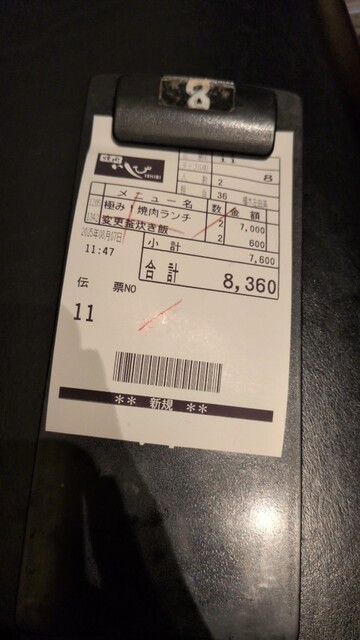 8
焼肉
11
8
2
36
メニュー名 数 金額
極み!焼肉ランチ 2 7,000
変更釜炊き飯 2 600
小計 7,600
11:47
合計 8,360
伝票NO
11
** 新規 **